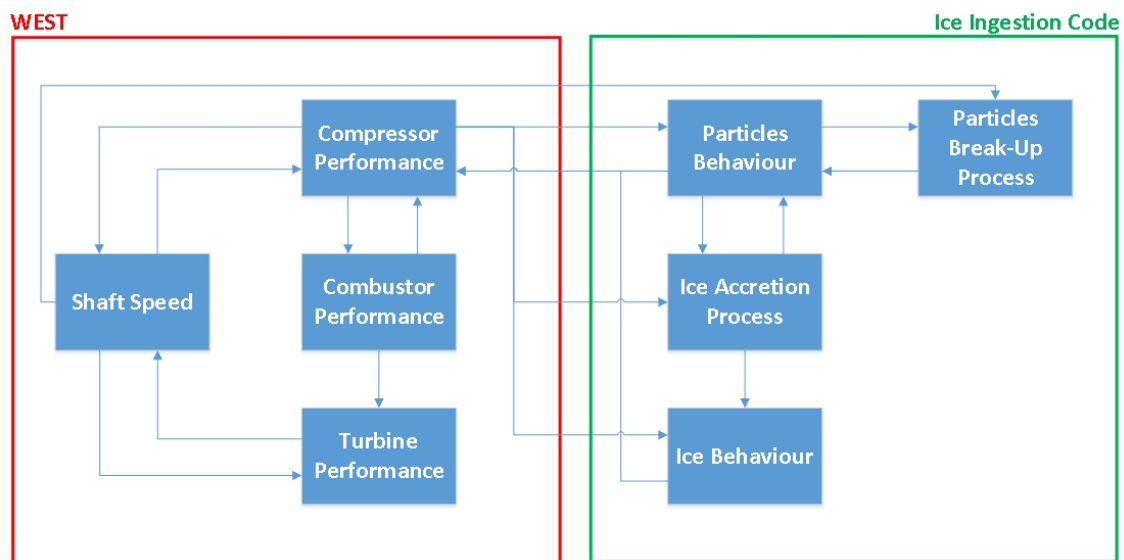 WEST
Ice Ingestion Code
Compressor
Performance
Particles
Behaviour
Particles
Break-Up
Process
Shaft Speed
Combustor
Performance
Ice Accretion
Process
Turbine
Performance
Ice Behaviour